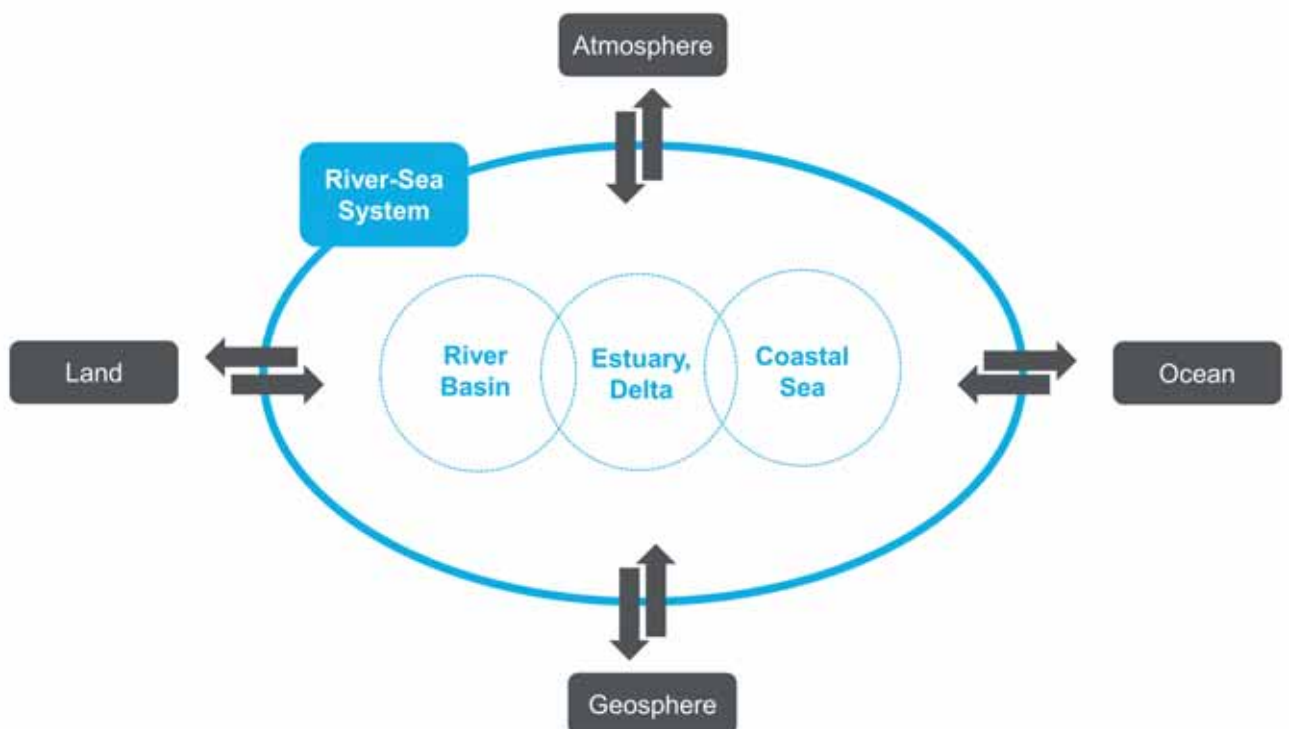 Atmosphere
River-Sea
System
Land
River
Basin
Estuary,
Delta
Coastal
Sea
Ocean
Geosphere